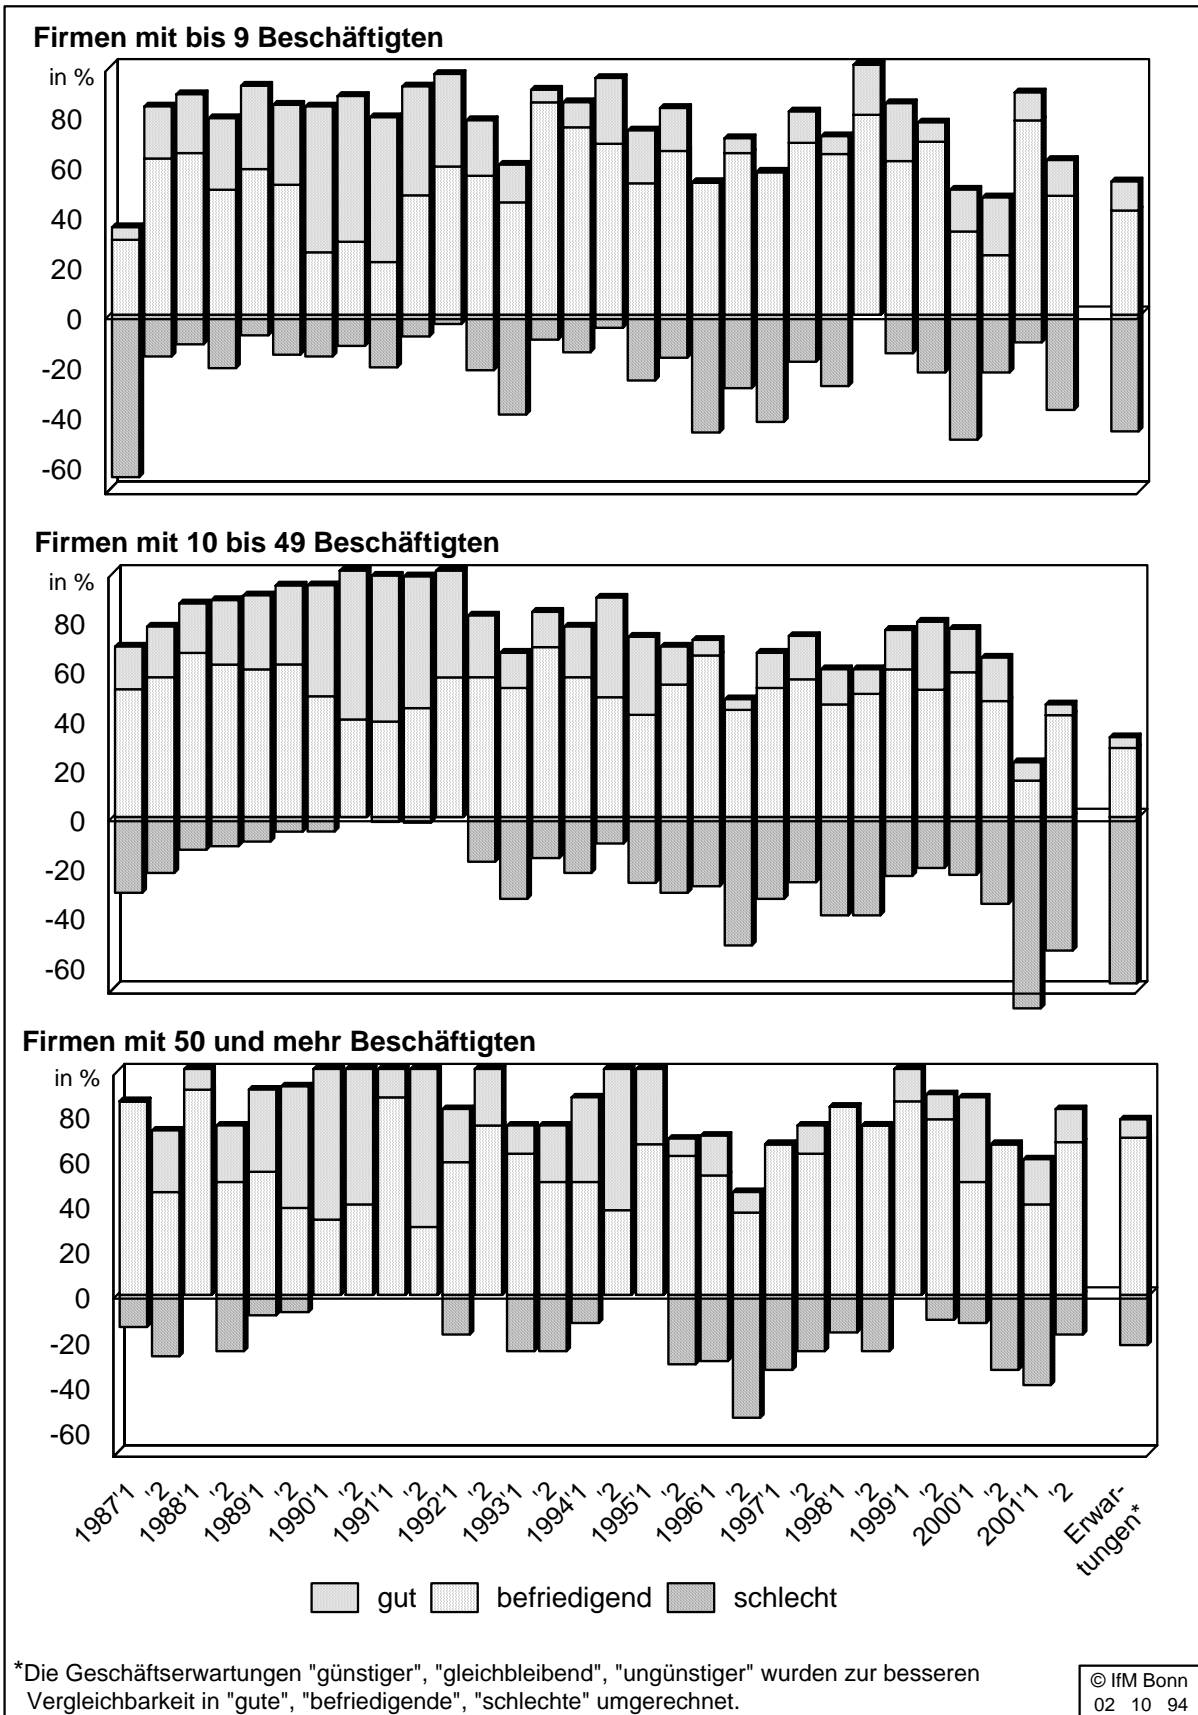 Firmen mit bis 9 Beschäftigten
in %
80
60
40
20
0
-20
-40
-60
Firmen mit 10 bis 49 Beschäftigten
in %
80
60
40
20
0
-20
-40
-60
Firmen mit 50 und mehr Beschäftigten
in %
80
60
40
20
0
-20
-40
-60
1987'1 '2 1988'1 '2 1989'1 '2 1990'1 '2 1991'1 '2 1992'1 '2 1993'1 '2 1994'1 '2 1995'1 '2 1996'1 '2 1997'1 '2 1998'1 '2 1999'1 '2 2000'1 '2 2001'1 '2 Erwar-
tungen*
gut befriedigend schlecht
*Die Geschäftserwartungen "günstiger", "gleichbleibend", "ungünstiger" wurden zur besseren
Vergleichbarkeit in "gute", "befriedigende", "schlechte" umgerechnet.
© IfM Bonn
02 10 94